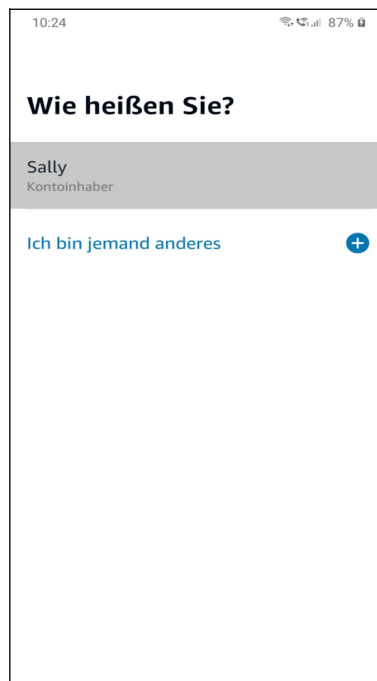 10:24
87%
Wie heißen Sie?
Sally
Kontoinhaber
Ich bin jemand anderes